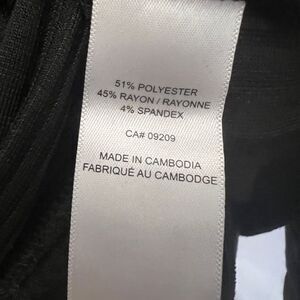 51% POLYESTER
45% RAYON / RAYONNE
4% SPANDEX
CA# 09209
MADE IN CAMBODIA
FABRIQUÉ AU CAMBODGE